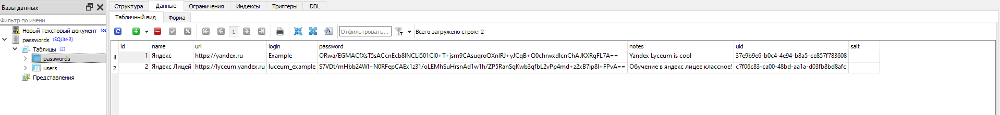 Базы данных
Структура Данные Ограничения Индексы Триггеры DDL
Фильтр по имени
Новый текстовый документ
passwords (SQLite 3)
Таблицы (2)
passwords
users
Представления
Табличный вид Форма
1 Отфильтровать... Всего загружено строк: 2
id name url login password notes uid salt
1 1 Яндекс https://yandex.ru Example ORwa/EGMACfXsT5sACcnEcb8INCLi501CI0+T+jsrn9CAsuqroQXnIRJ+yJCqB+Q0chrwxdIcnChAJKXRgFL7A== Yandex Lyceum is cool 37e9b9e6-b0c4-4e94-b8a5-ce857f783608
2 2 Яндекс Лицей https://lyceum.yandex.ru luceum_example S7VDt/mHbb24WI+N0RFepCAEx1z31/oLEMhSuHrsnAd1w1h/ZP5RanSgKwb3qfbL2vPp4md+z2xB7ip8I+FPvA== Обучение в яндекс лицее классное! c7f06c83-ca00-48bd-aa1a-d03fb8bd8afc